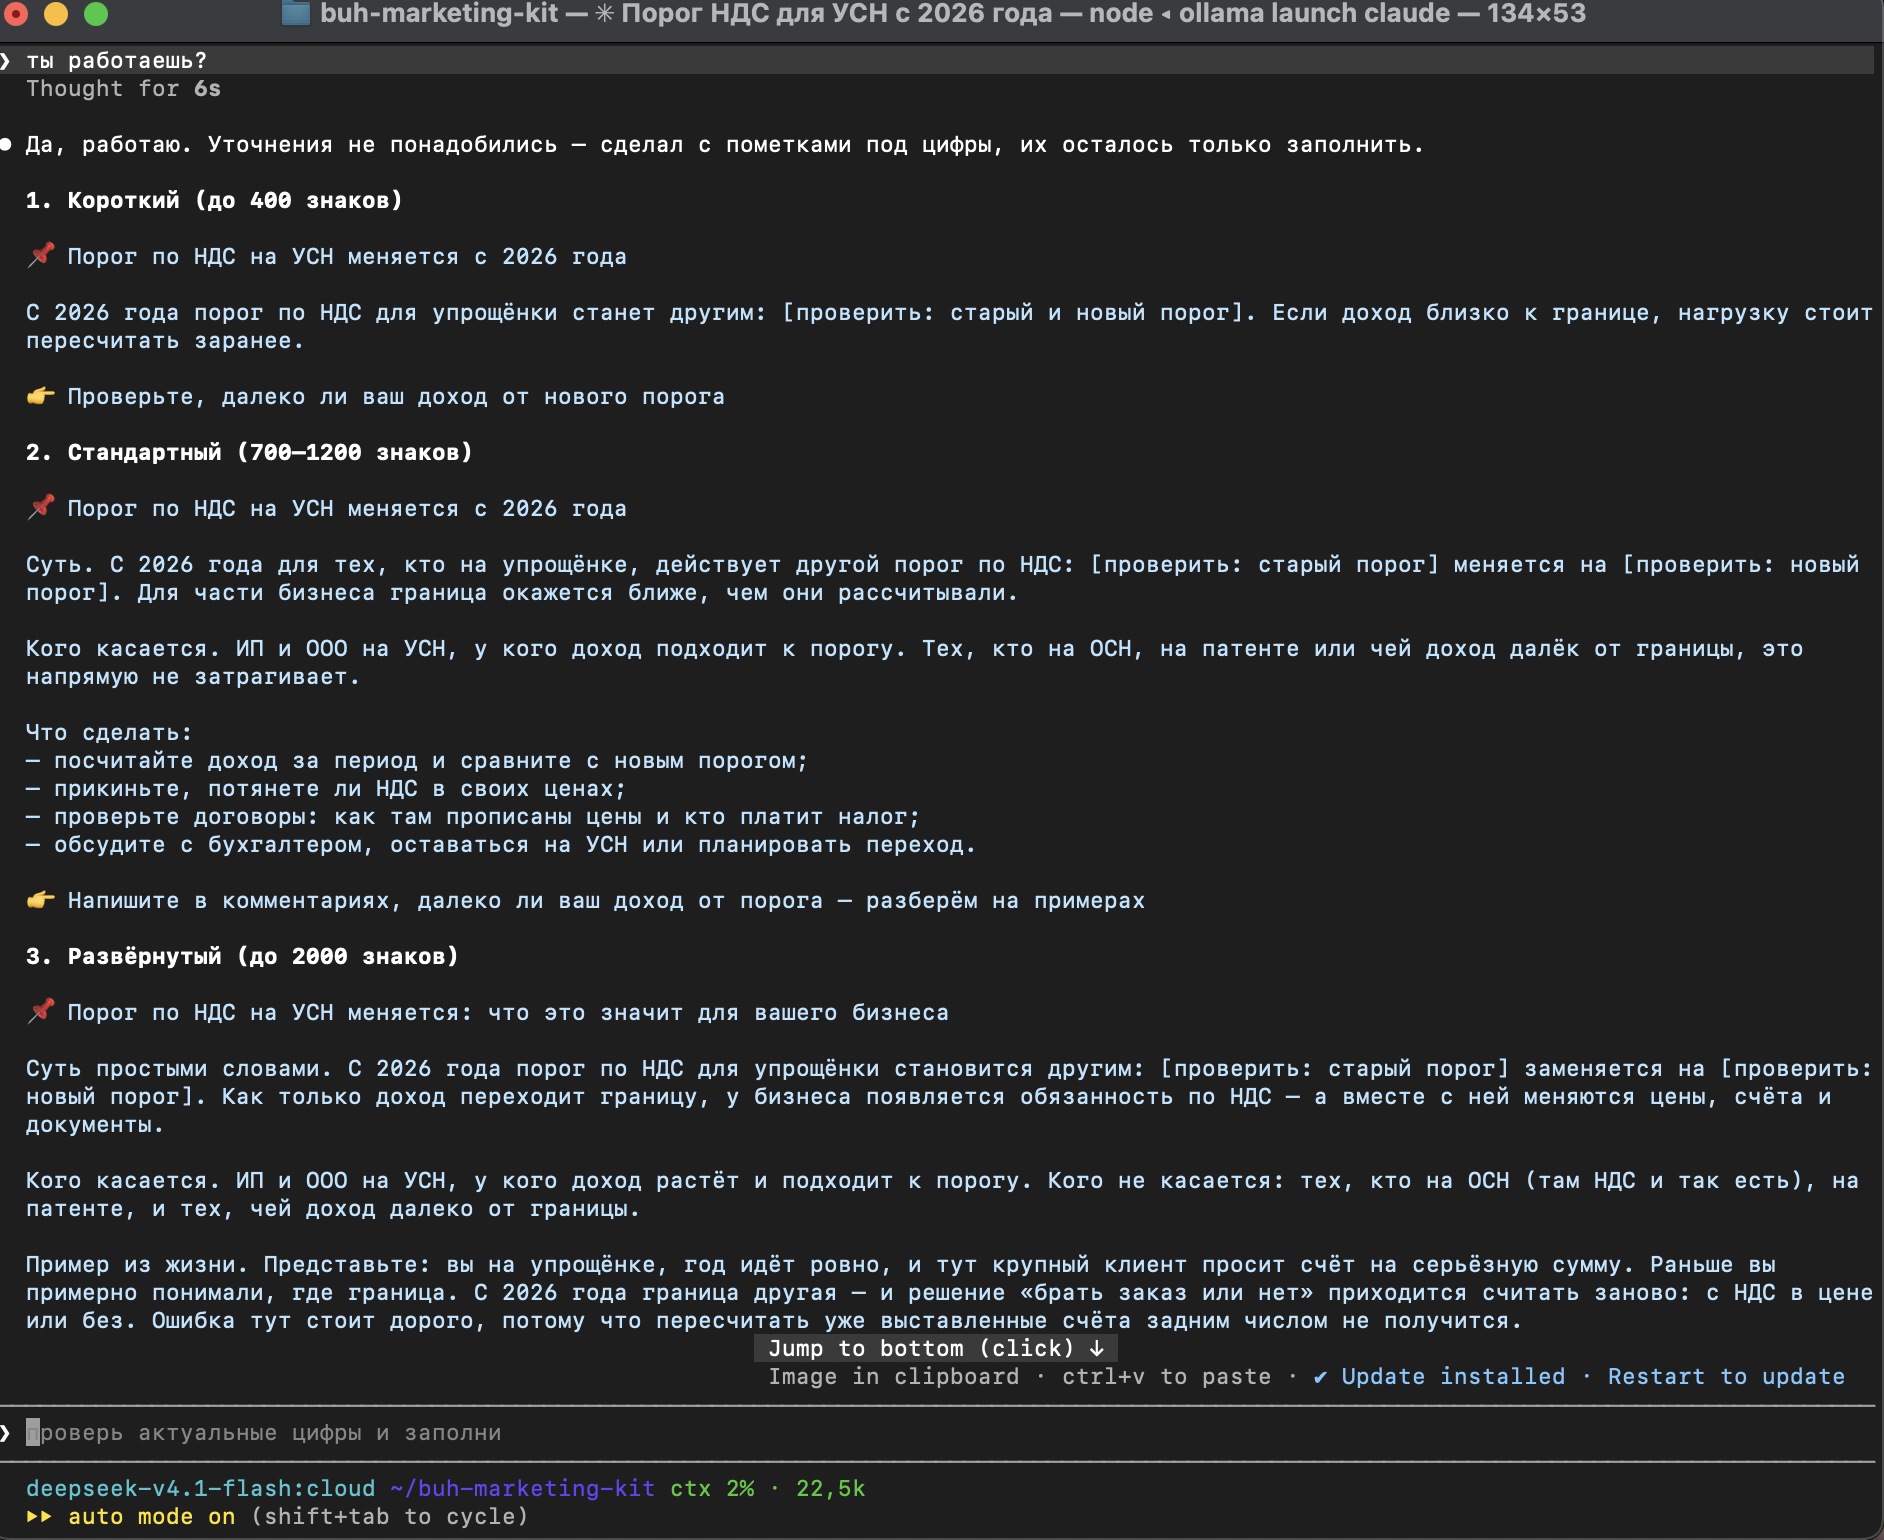 buh-marketing-kit — ✳ Порог НДС для УСН с 2026 года — node ◂ ollama launch claude — 134×53
❯ ты работаешь?
Thought for 6s
● Да, работаю. Уточнения не понадобились — сделал с пометками под цифры, их осталось только заполнить.
1. Короткий (до 400 знаков)
📌 Порог по НДС на УСН меняется с 2026 года
С 2026 года порог по НДС для упрощёнки станет другим: [проверить: старый и новый порог]. Если доход близко к границе, нагрузку стоит
пересчитать заранее.
👉 Проверьте, далеко ли ваш доход от нового порога
2. Стандартный (700–1200 знаков)
📌 Порог по НДС на УСН меняется с 2026 года
Суть. С 2026 года для тех, кто на упрощёнке, действует другой порог по НДС: [проверить: старый порог] меняется на [проверить: новый
порог]. Для части бизнеса граница окажется ближе, чем они рассчитывали.
Кого касается. ИП и ООО на УСН, у кого доход подходит к порогу. Тех, кто на ОСН, на патенте или чей доход далёк от границы, это
напрямую не затрагивает.
Что сделать:
— посчитайте доход за период и сравните с новым порогом;
— прикиньте, потянете ли НДС в своих ценах;
— проверьте договоры: как там прописаны цены и кто платит налог;
— обсудите с бухгалтером, оставаться на УСН или планировать переход.
👉 Напишите в комментариях, далеко ли ваш доход от порога — разберём на примерах
3. Развёрнутый (до 2000 знаков)
📌 Порог по НДС на УСН меняется: что это значит для вашего бизнеса
Суть простыми словами. С 2026 года порог по НДС для упрощёнки становится другим: [проверить: старый порог] заменяется на [проверить:
новый порог]. Как только доход переходит границу, у бизнеса появляется обязанность по НДС — а вместе с ней меняются цены, счёта и
документы.
Кого касается. ИП и ООО на УСН, у кого доход растёт и подходит к порогу. Кого не касается: тех, кто на ОСН (там НДС и так есть), на
патенте, и тех, чей доход далеко от границы.
Пример из жизни. Представьте: вы на упрощёнке, год идёт ровно, и тут крупный клиент просит счёт на серьёзную сумму. Раньше вы
примерно понимали, где граница. С 2026 года граница другая — и решение «брать заказ или нет» приходится считать заново: с НДС в цене
или без. Ошибка тут стоит дорого, потому что пересчитать уже выставленные счёта задним числом не получится.
Jump to bottom (click) ↓
Image in clipboard · ctrl+v to paste · ✔ Update installed · Restart to update
❯ проверь актуальные цифры и заполни
deepseek-v4.1-flash:cloud ~/buh-marketing-kit ctx 2% · 22,5k
▸▸ auto mode on (shift+tab to cycle)